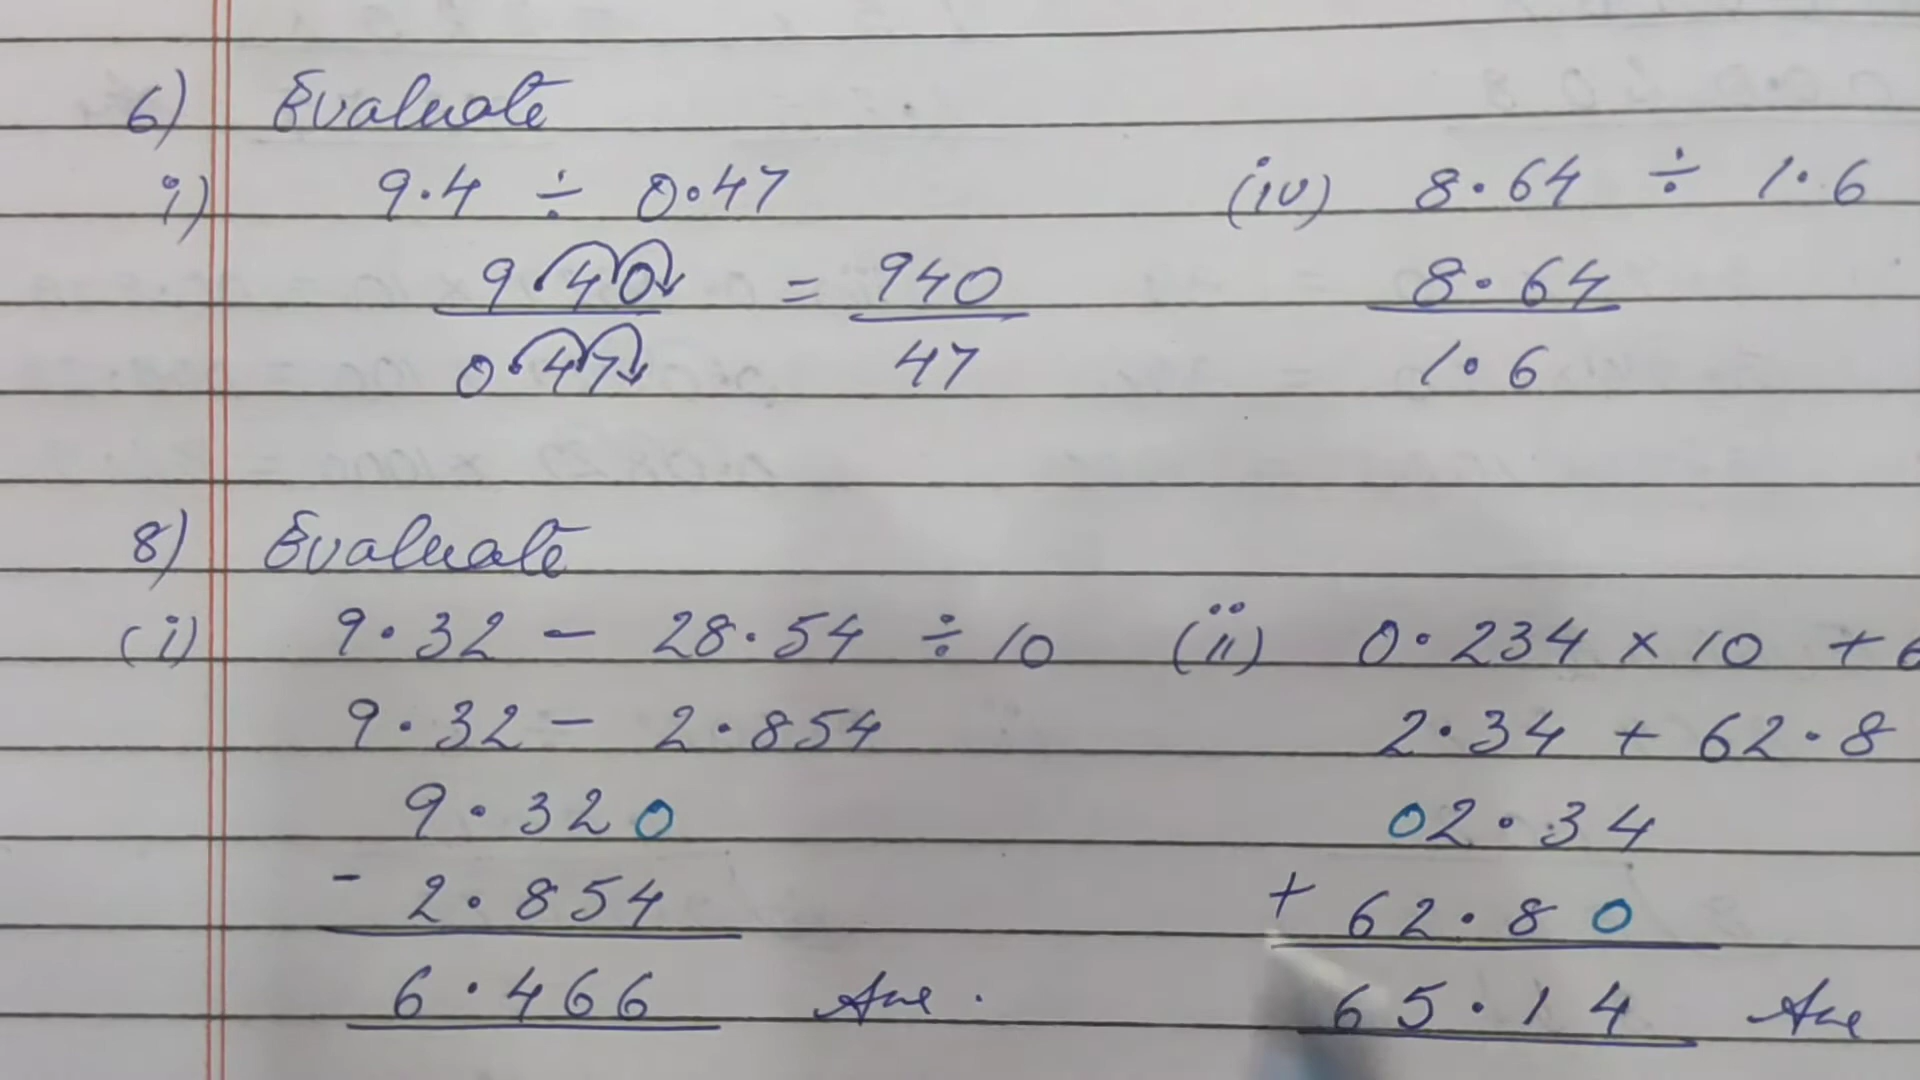 6) Evaluate
i) 9.4 ÷ 0.47
9.40 = 940
0.47 47
(iv) 8.64 ÷ 1.6
8.64
1.6
8) Evaluate
(i) 9.32 - 28.54 ÷ 10
9.32 - 2.854
9.320
- 2.854
6.466 Ans.
(ii) 0.234 × 10 + 6
2.34 + 62.8
02.34
+ 62.80
65.14 Ans